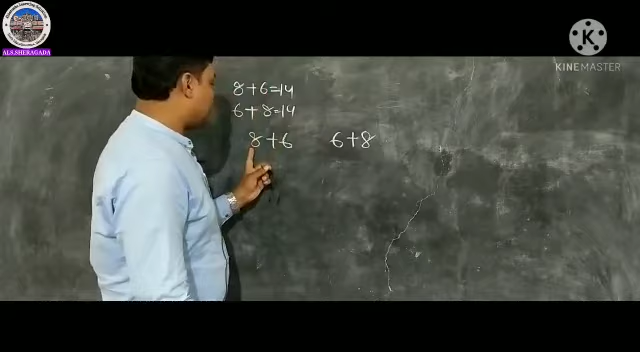 8+6=14
6+8=14
8+6 6+8
ALS.SHERAGADA
K
KINEMASTER